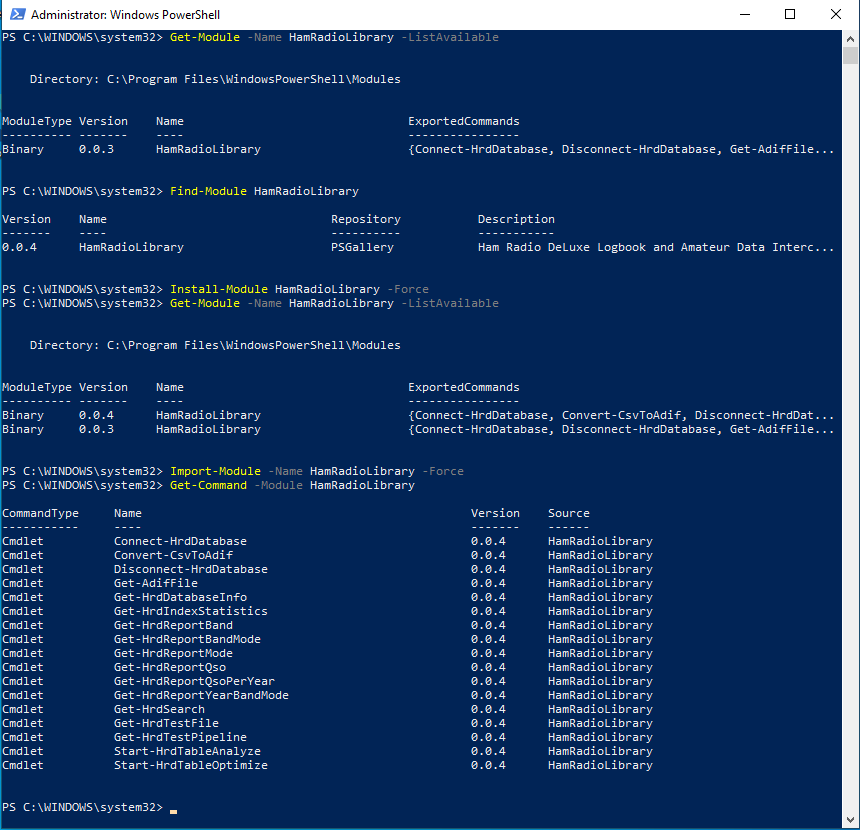 Administrator: Windows PowerShell
PS C:\WINDOWS\system32> Get-Module -Name HamRadioLibrary -ListAvailable
Directory: C:\Program Files\WindowsPowerShell\Modules
ModuleType Version Name ExportedCommands
---------- ------- ---- ----------------
Binary 0.0.3 HamRadioLibrary {Connect-HrdDatabase, Disconnect-HrdDatabase, Get-AdifFile...
PS C:\WINDOWS\system32> Find-Module HamRadioLibrary
Version Name Repository Description
------- ---- ---------- -----------
0.0.4 HamRadioLibrary PSGallery Ham Radio DeLuxe Logbook and Amateur Data Interc...
PS C:\WINDOWS\system32> Install-Module HamRadioLibrary -Force
PS C:\WINDOWS\system32> Get-Module -Name HamRadioLibrary -ListAvailable
Directory: C:\Program Files\WindowsPowerShell\Modules
ModuleType Version Name ExportedCommands
---------- ------- ---- ----------------
Binary 0.0.4 HamRadioLibrary {Connect-HrdDatabase, Convert-CsvToAdif, Disconnect-HrdDat...
Binary 0.0.3 HamRadioLibrary {Connect-HrdDatabase, Disconnect-HrdDatabase, Get-AdifFile...
PS C:\WINDOWS\system32> Import-Module -Name HamRadioLibrary -Force
PS C:\WINDOWS\system32> Get-Command -Module HamRadioLibrary
CommandType Name Version Source
----------- ---- ------- ------
Cmdlet Connect-HrdDatabase 0.0.4 HamRadioLibrary
Cmdlet Convert-CsvToAdif 0.0.4 HamRadioLibrary
Cmdlet Disconnect-HrdDatabase 0.0.4 HamRadioLibrary
Cmdlet Get-AdifFile 0.0.4 HamRadioLibrary
Cmdlet Get-HrdDatabaseInfo 0.0.4 HamRadioLibrary
Cmdlet Get-HrdIndexStatistics 0.0.4 HamRadioLibrary
Cmdlet Get-HrdReportBand 0.0.4 HamRadioLibrary
Cmdlet Get-HrdReportBandMode 0.0.4 HamRadioLibrary
Cmdlet Get-HrdReportMode 0.0.4 HamRadioLibrary
Cmdlet Get-HrdReportQso 0.0.4 HamRadioLibrary
Cmdlet Get-HrdReportQsoPerYear 0.0.4 HamRadioLibrary
Cmdlet Get-HrdReportYearBandMode 0.0.4 HamRadioLibrary
Cmdlet Get-HrdSearch 0.0.4 HamRadioLibrary
Cmdlet Get-HrdTestFile 0.0.4 HamRadioLibrary
Cmdlet Get-HrdTestPipeline 0.0.4 HamRadioLibrary
Cmdlet Start-HrdTableAnalyze 0.0.4 HamRadioLibrary
Cmdlet Start-HrdTableOptimize 0.0.4 HamRadioLibrary
PS C:\WINDOWS\system32> _